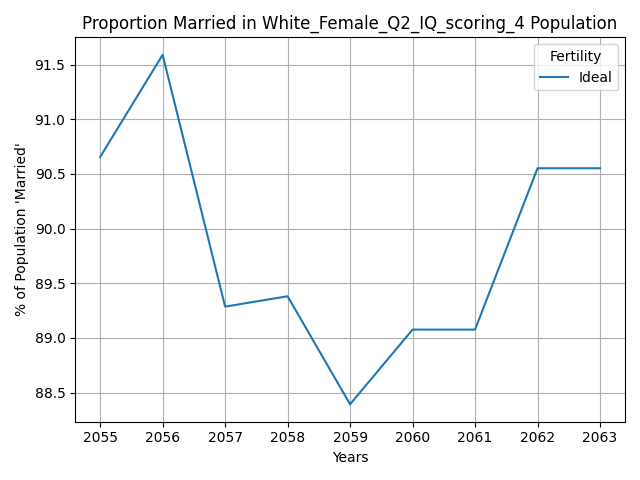 Proportion Married in White_Female_Q2_IQ_scoring_4 Population
Fertility
Ideal
% of Population 'Married'
91.5
91.0
90.5
90.0
89.5
89.0
88.5
2055 2056 2057 2058 2059 2060 2061 2062 2063
Years